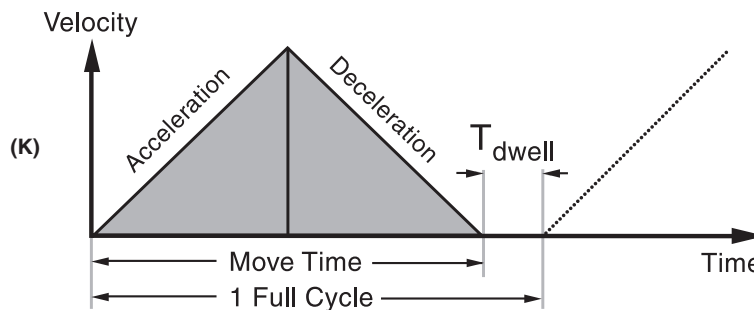 Velocity
Acceleration
Deceleration
(K)
T dwell
Move Time
Time
1 Full Cycle